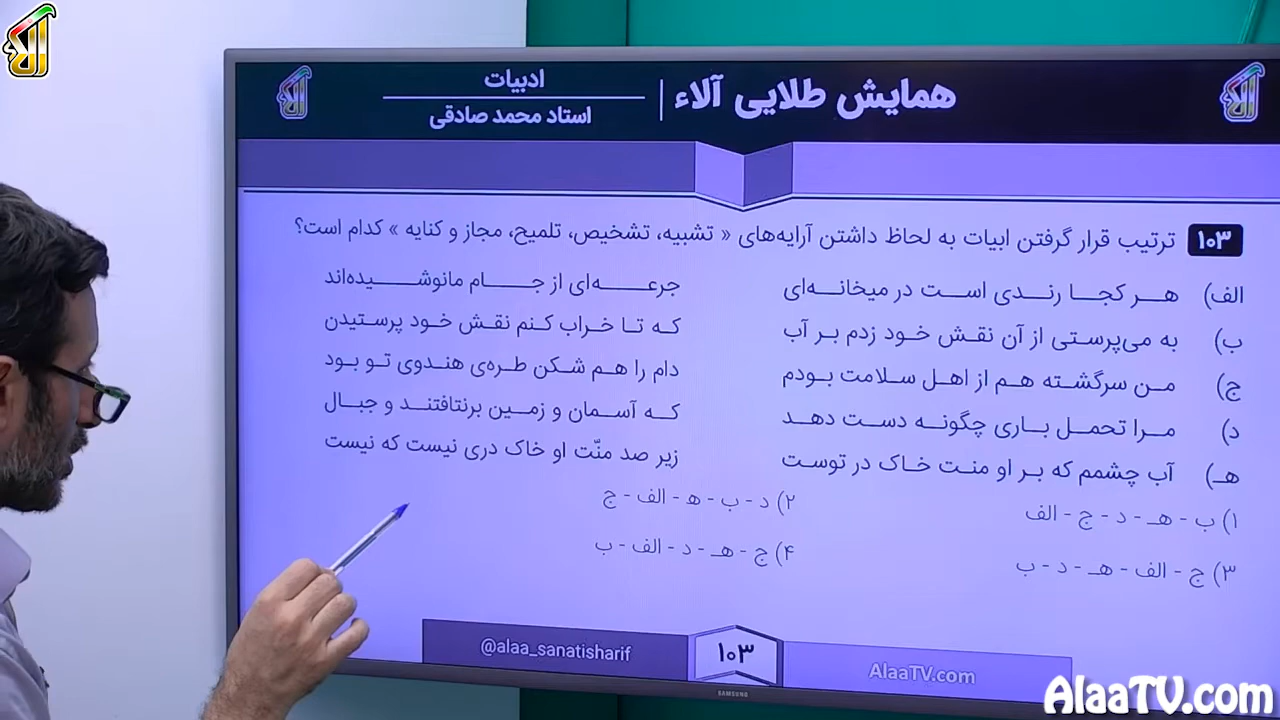 آلاء
همایش طلایی آلاء
ادبیات
استاد محمد صادقی
۱۰۳ ترتیب قرار گرفتن ابیات به لحاظ داشتن آرایه‌های « تشبیه، تشخیص، تلمیح، مجاز و کنایه » کدام است؟
الف) هر کجا رندی است در میخانه‌ای جرعه‌ای از جام مانوشیده‌اند
ب) به می‌پرستی از آن نقش خود زدم بر آب که تا خراب کنم نقش خود پرستیدن
ج) من سرگشته هم از اهل سلامت بودم دام را هم شکن طره‌ی هندوی تو بود
د) مرا تحمل باری چگونه دست دهد که آسمان و زمین برنتافتند و جبال
هـ) آب چشمم که بر او منت خاک در توست زیر صد منّت او خاک دری نیست که نیست
۱) ب - هـ - د - ج - الف ۲) د - ب - ه - الف - ج
۳) ج - الف - هـ - د - ب ۴) ج - هـ - د - الف - ب
@alaa_sanatisharif
۱۰۳
AlaaTV.com
SAMSUNG
AlaaTV.com